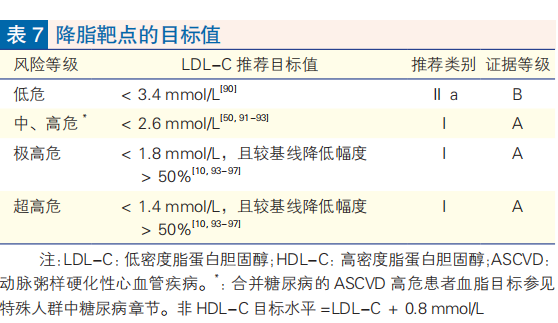 表 7 降脂靶点的目标值
风险等级 LDL-C 推荐目标值 推荐类别 证据等级
低危 < 3.4 mmol/L[90] Ⅱ a B
中、高危 * < 2.6 mmol/L[50, 91-93] Ⅰ A
极高危 < 1.8 mmol/L，且较基线降低幅度 Ⅰ A
> 50%[10, 93-97]
超高危 < 1.4 mmol/L，且较基线降低幅度 Ⅰ A
> 50%[10, 93-97]
注：LDL-C：低密度脂蛋白胆固醇；HDL-C：高密度脂蛋白胆固醇；ASCVD：
动脉粥样硬化性心血管疾病。*：合并糖尿病的 ASCVD 高危患者血脂目标参见
特殊人群中糖尿病章节。非 HDL-C 目标水平 =LDL-C + 0.8 mmol/L